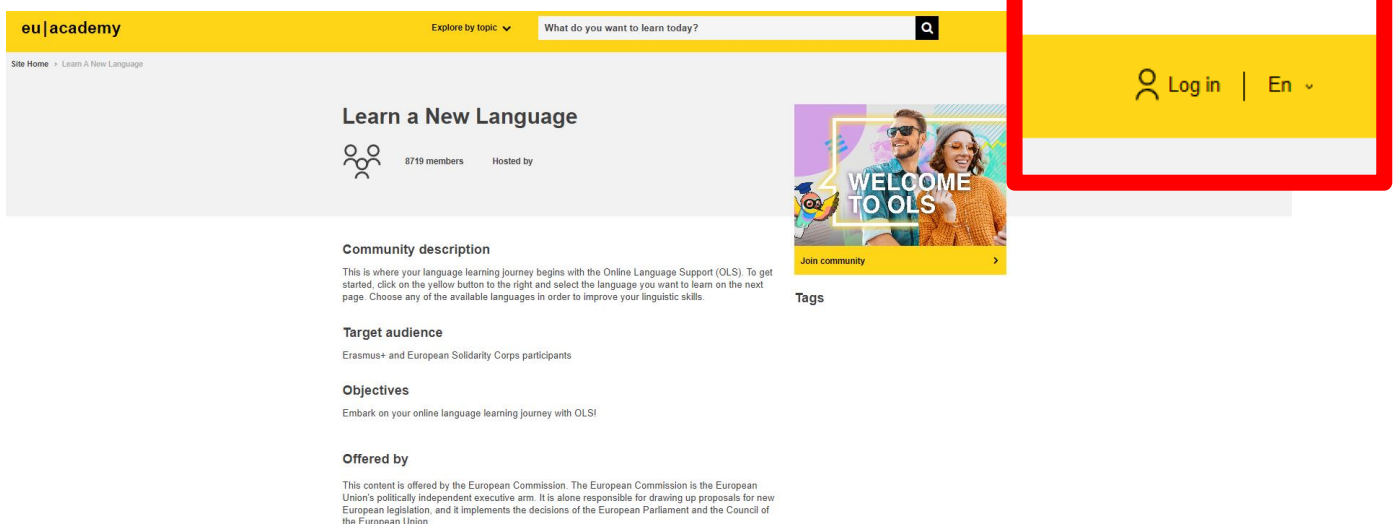 eu|academy
Explore by topic
What do you want to learn today?
Log in | En
Site Home
Learn A New Language
Learn a New Language
8719 members
Hosted by
WELCOME
TO OLS
Join community
Tags
Community description
This is where your language learning journey begins with the Online Language Support (OLS). To get
started, click on the yellow button to the right and select the language you want to learn on the next
page. Choose any of the available languages in order to improve your linguistic skills.
Target audience
Erasmus+ and European Solidarity Corps participants
Objectives
Embark on your online language learning journey with OLS!
Offered by
This content is offered by the European Commission. The European Commission is the European
Union's politically independent executive arm. It is alone responsible for drawing up proposals for new
European legislation, and it implements the decisions of the European Parliament and the Council of
the European Union.